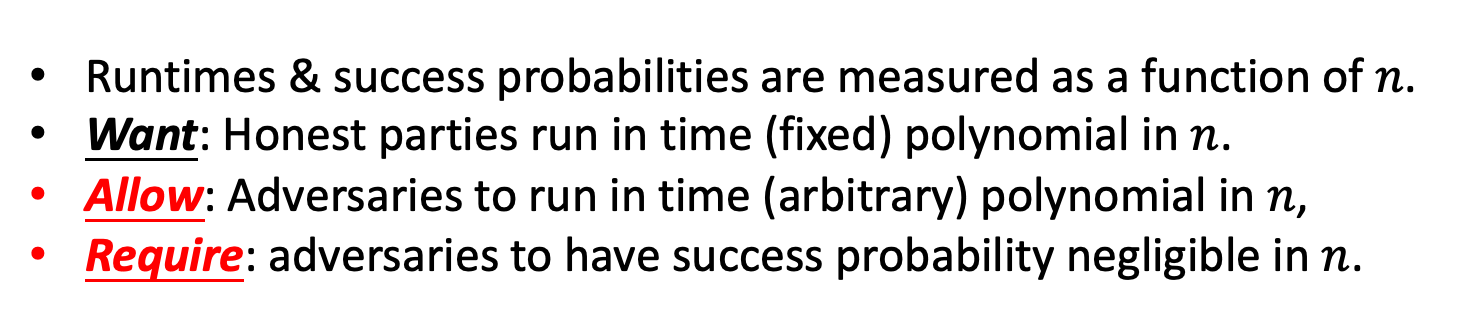 • Runtimes & success probabilities are measured as a function of n.
• Want: Honest parties run in time (fixed) polynomial in n.
• Allow: Adversaries to run in time (arbitrary) polynomial in n,
• Require: adversaries to have success probability negligible in n.